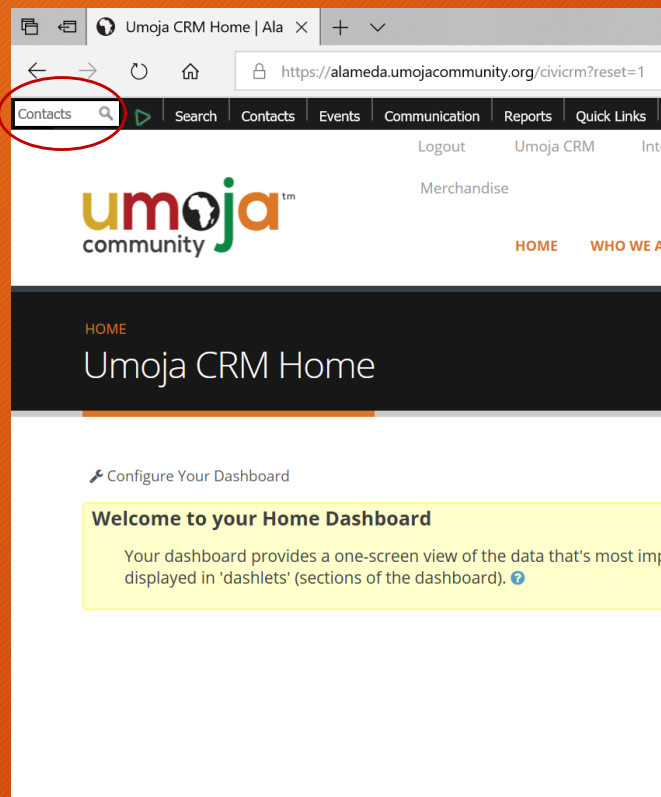 Umoja CRM Home | Ala
https://alameda.umojacommunity.org/civicrm?reset=1
Contacts Search Contacts Events Communication Reports Quick Links
Logout Umoja CRM
Merchandise
umoja™
community
HOME WHO WE
HOME
Umoja CRM Home
Configure Your Dashboard
Welcome to your Home Dashboard
Your dashboard provides a one-screen view of the data that's most
displayed in 'dashlets' (sections of the dashboard).